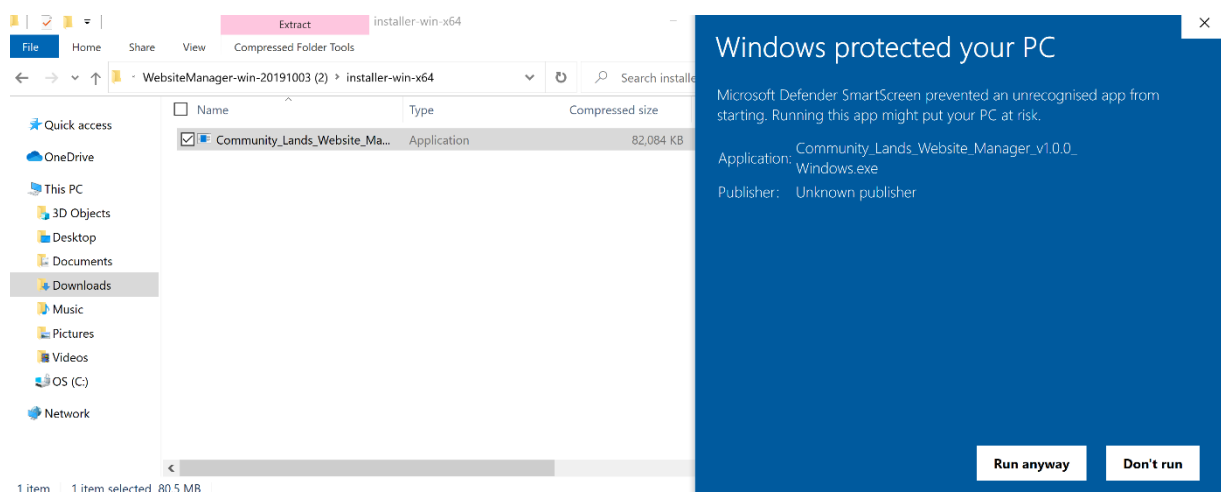 Extract
installer-win-x64
File Home Share View Compressed Folder Tools
WebsiteManager-win-20191003 (2) installer-win-x64
Search installe
Name Type Compressed size
Community_Lands_Website_Ma... Application 82,084 KB
Quick access
OneDrive
This PC
3D Objects
Desktop
Documents
Downloads
Music
Pictures
Videos
OS (C:)
Network
1 item 1 item selected 80.5 MB
Windows protected your PC
Microsoft Defender SmartScreen prevented an unrecognised app from
starting. Running this app might put your PC at risk.
Application: Community_Lands_Website_Manager_v1.0.0_
Windows.exe
Publisher: Unknown publisher
Run anyway Don't run